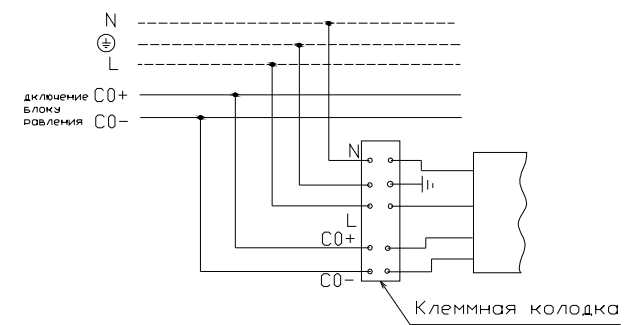 N
L
дключение CO+
блоку
равления CO-
N
L
CO+
CO-
Клеммная колодка